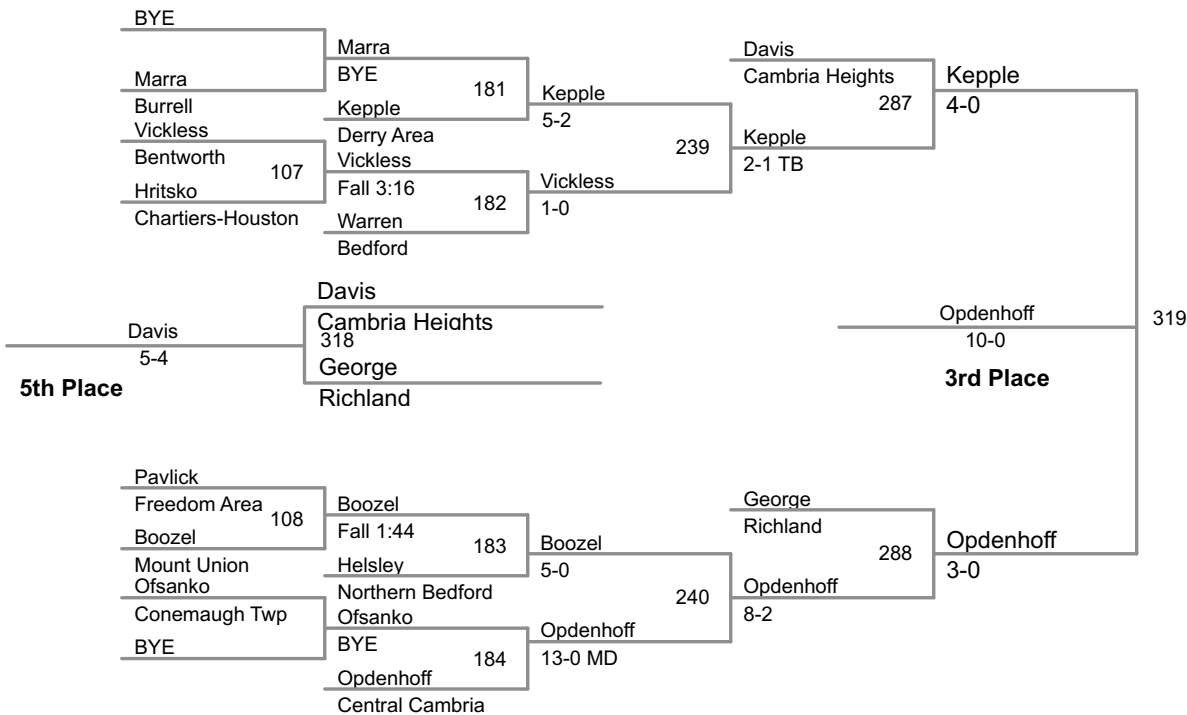 BYE
Marra
Burrell
Vickless
Bentworth
107
Hritsko
Chartiers-Houston
Marra
BYE
181
Kepple
Derry Area
Vickless
Fall 3:16
182
Warren
Bedford
Kepple
5-2
239
Vickless
1-0
Davis
Cambria Heights
287
Kepple
2-1 TB
Kepple
4-0
Davis
5-4
5th Place
Davis
Cambria Heights
318
George
Richland
Opdenhoff
10-0
3rd Place
319
Pavlick
Freedom Area
108
Boozel
Mount Union
Ofsanko
Conemaugh Twp
BYE
Boozel
Fall 1:44
183
Helsley
Northern Bedford
Ofsanko
BYE
184
Opdenhoff
Central Cambria
Boozel
5-0
240
Opdenhoff
13-0 MD
George
Richland
288
Opdenhoff
8-2
Opdenhoff
3-0